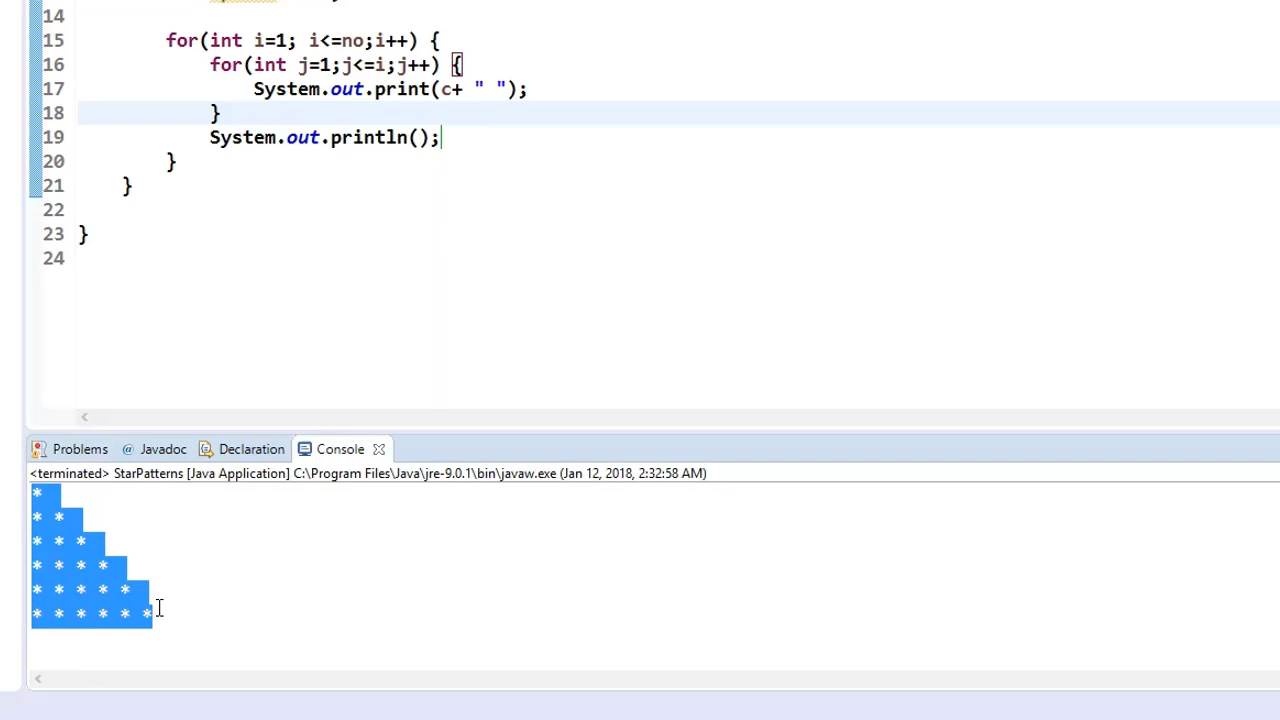 14
15 for(int i=1; i<=no;i++) {
16 for(int j=1;j<=i;j++) {
17 System.out.print(c+ " ");
18 }
19 System.out.println();
20 }
21 }
22
23 }
24
Problems @ Javadoc Declaration Console
<terminated> StarPatterns [Java Application] C:\Program Files\Java\jre-9.0.1\bin\javaw.exe (Jan 12, 2018, 2:32:58 AM)
*
* *
* * *
* * * *
* * * * *
* * * * * *